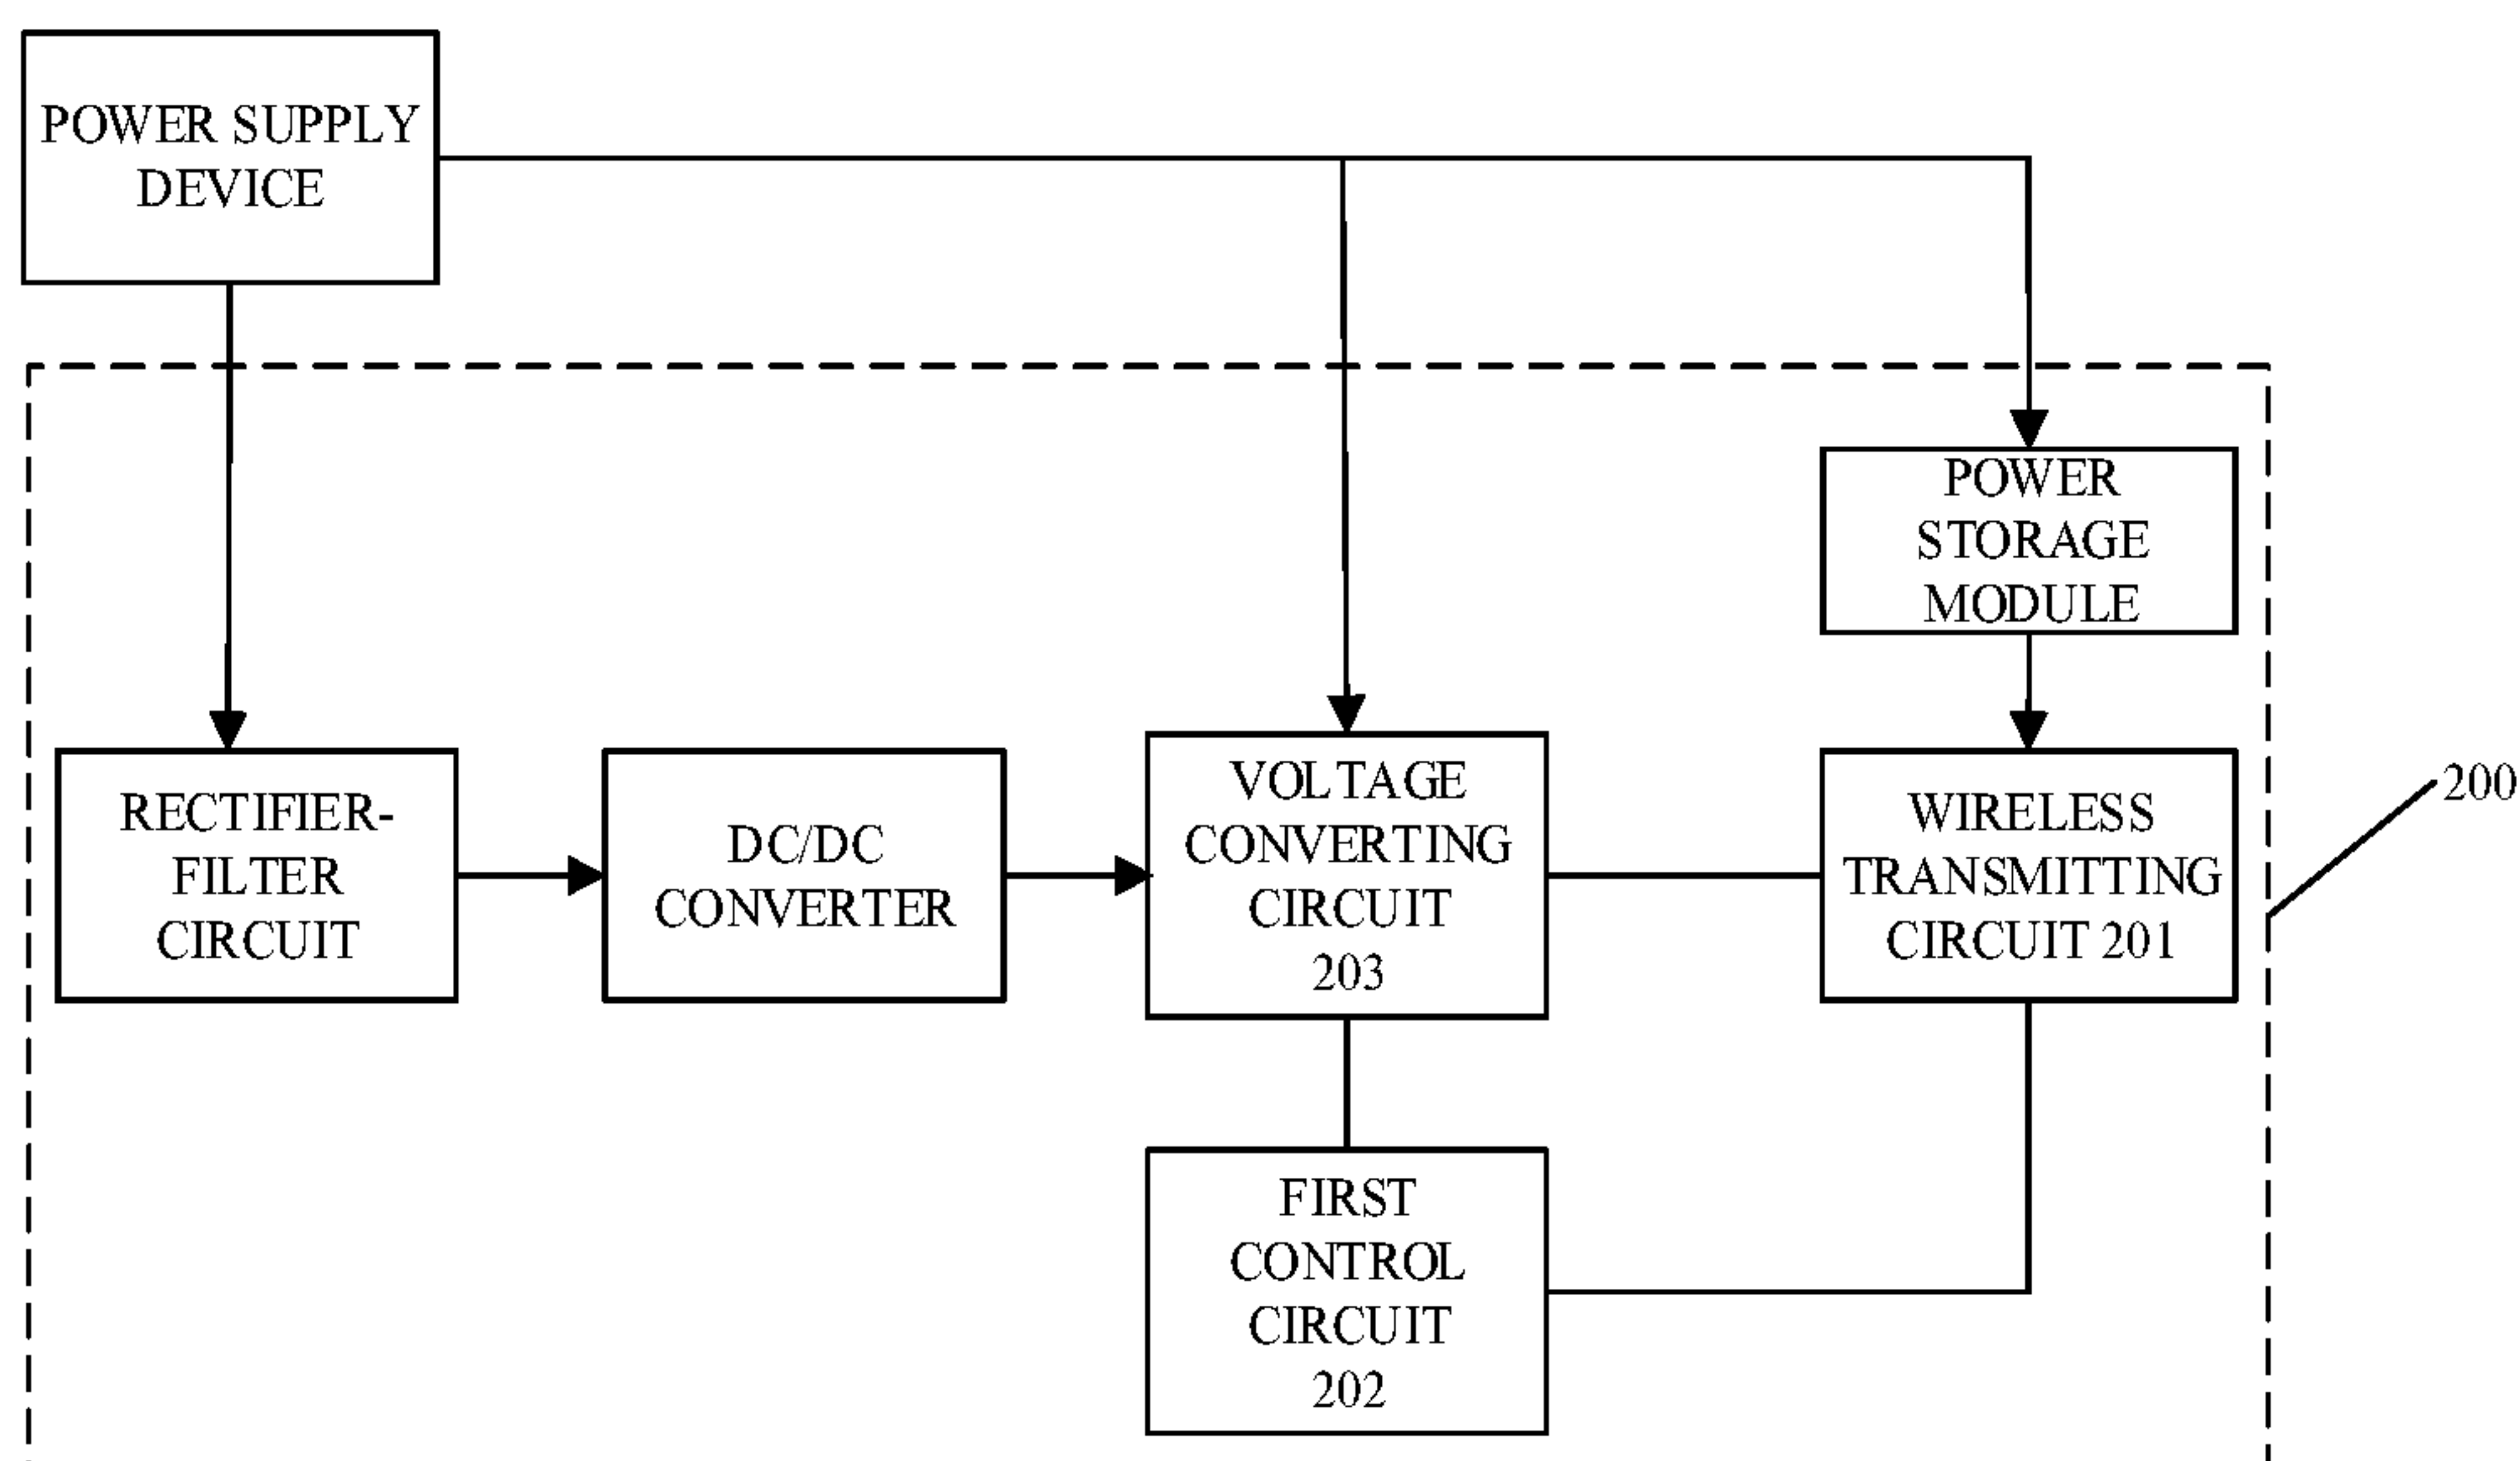 POWER SUPPLY
DEVICE
POWER
STORAGE
MODULE
RECTIFIER-
FILTER
CIRCUIT
DC/DC
CONVERTER
VOLTAGE
CONVERTING
CIRCUIT
203
WIRELESS
TRANSMITTING
CIRCUIT 201
200
FIRST
CONTROL
CIRCUIT
202